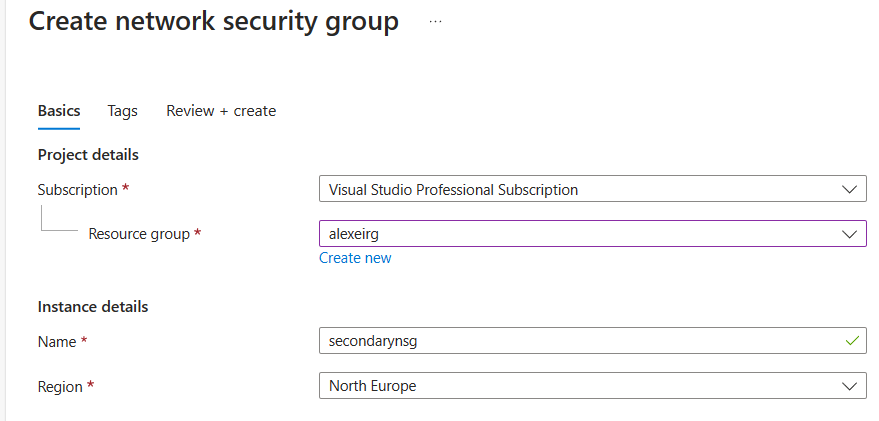 Create network security group ...
Basics Tags Review + create
Project details
Subscription * Visual Studio Professional Subscription
Resource group * alexeirg
Create new
Instance details
Name * secondarynsg
Region * North Europe